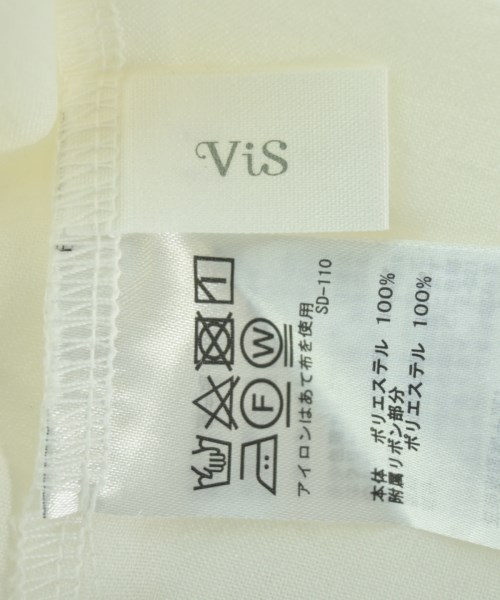 ViS
アイロンはあて布を使用
SD-110
本体 ポリエステル 100%
附属リボン部分
ポリエステル 100%